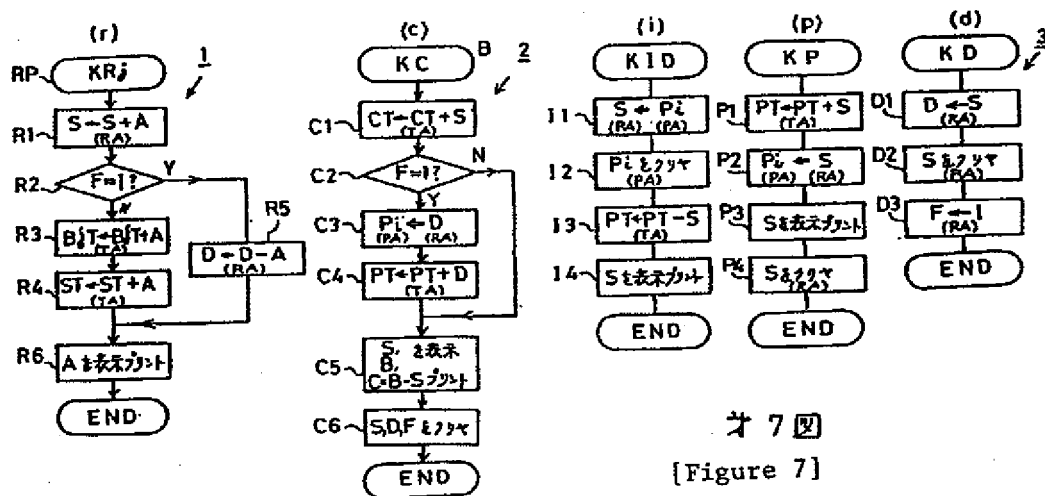 (r)
1
RP
KRj
R1
S←S+A
(RA)
R2
F=1?
Y
N
R3
BjT←BjT+A
(TA)
R5
D←D-A
(RA)
R4
ST←ST+A
(TA)
R6
Aを表示プリント
END
(c)
B
2
KC
C1
CT←CT+S
(TA)
C2
F=1?
N
Y
C3
Pi←D
(PA) (RA)
C4
PT←PT+D
(TA)
C5
S, を表示
B,
C=B-Sプリント
C6
S,D,Fをクリヤ
END
(i)
KID
I1
S←Pi
(RA) (PA)
I2
Piをクリヤ
(PA)
I3
PT←PT-S
(TA)
I4
Sを表示プリント
END
(p)
KP
P1
PT←PT+S
(TA)
P2
Pi←S
(PA) (RA)
P3
Sを表示プリント
P4
Sをクリヤ
(RA)
END
(d)
3
KD
D1
D←S
(RA)
D2
Sをクリヤ
(RA)
D3
F←1
(RA)
END
才7図
[Figure 7]